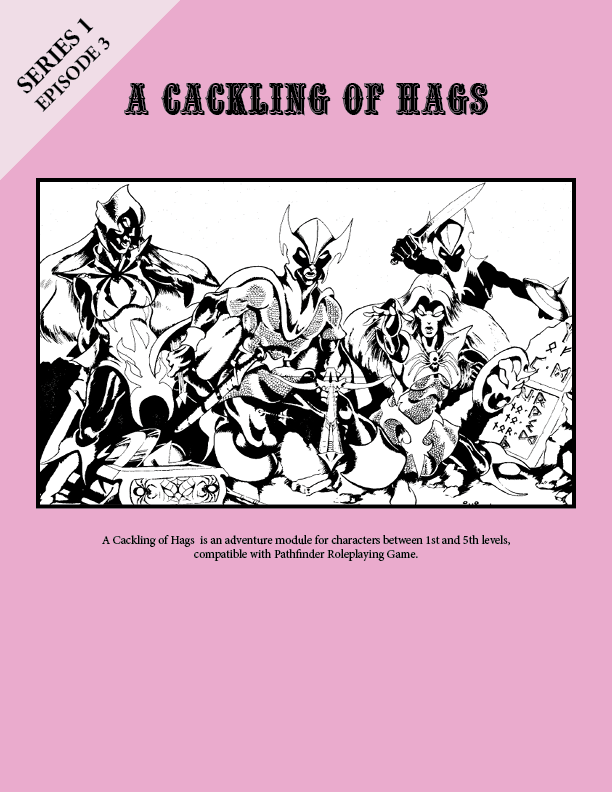 SERIES 1
EPISODE 3
A CACKLING OF HAGS
A Cackling of Hags is an adventure module for characters between 1st and 5th levels,
compatible with Pathfinder Roleplaying Game.